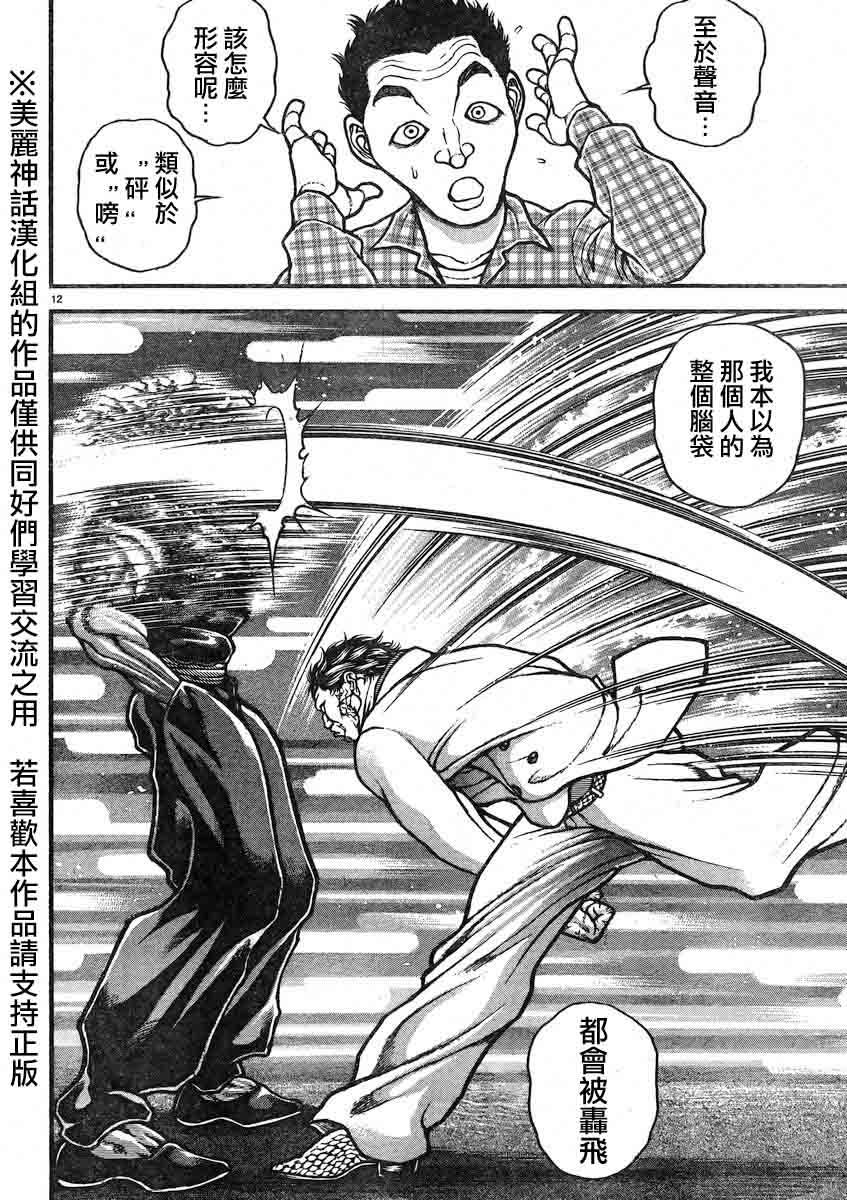 至於聲音…
該怎麼
形容呢…
類似於
”砰“
或”嗙“
12
我本以為
那個人的
整個腦袋
都會被轟飛
※美麗神話漢化組的作品僅供同好們學習交流之用　若喜歡本作品請支持正版